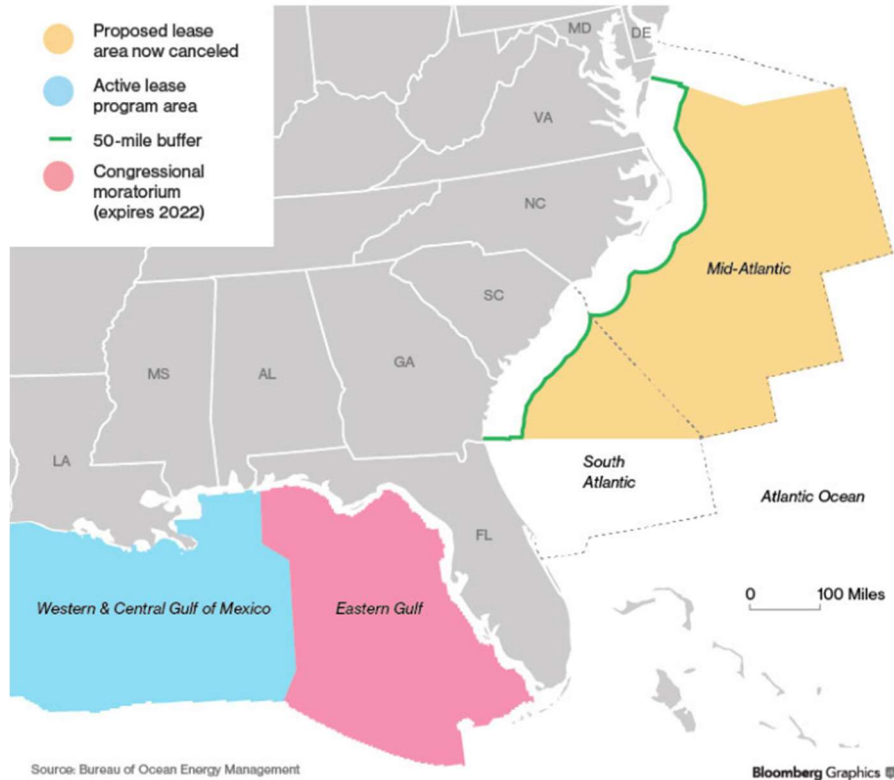 Proposed lease
area now canceled
Active lease
program area
50-mile buffer
Congressional
moratorium
(expires 2022)
MD
DE
VA
NC
Mid-Atlantic
SC
MS
AL
GA
LA
South
Atlantic
Atlantic Ocean
FL
0 100 Miles
Western & Central Gulf of Mexico
Eastern Gulf
Source: Bureau of Ocean Energy Management
Bloomberg Graphics